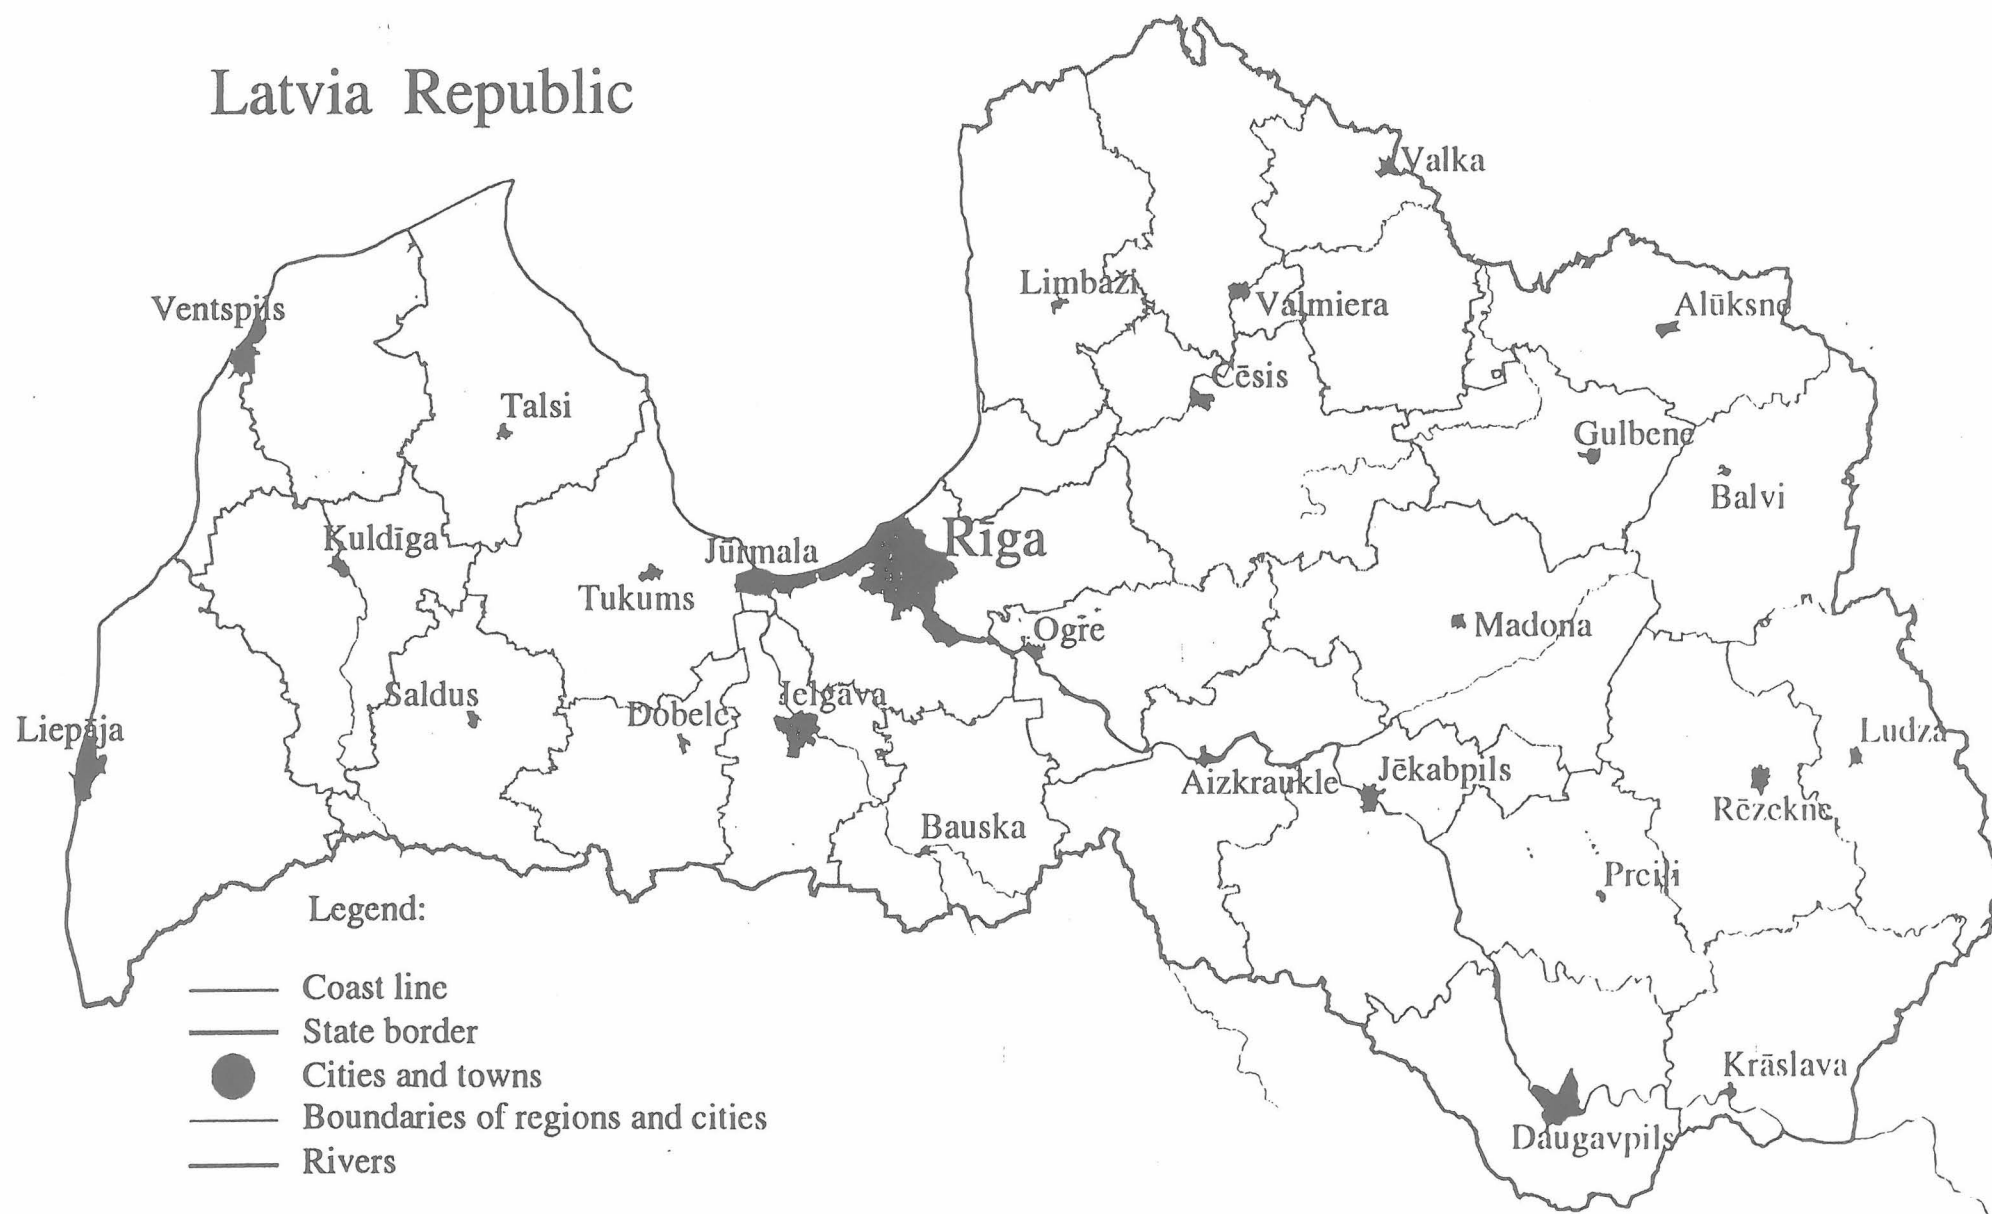 Latvia Republic
Valka
Limbaži
Valmiera
Alūksne
Ventspils
Cēsis
Talsi
Gulbene
Balvi
Kuldīga
Jūrmala
Rīga
Tukums
Ogre
Madona
Saldus
Dobele
Jelgava
Liepāja
Ludza
Aizkraukle
Jēkabpils
Rēzekne
Bauska
Preiļi
Krāslava
Daugavpils
Legend:
Coast line
State border
Cities and towns
Boundaries of regions and cities
Rivers